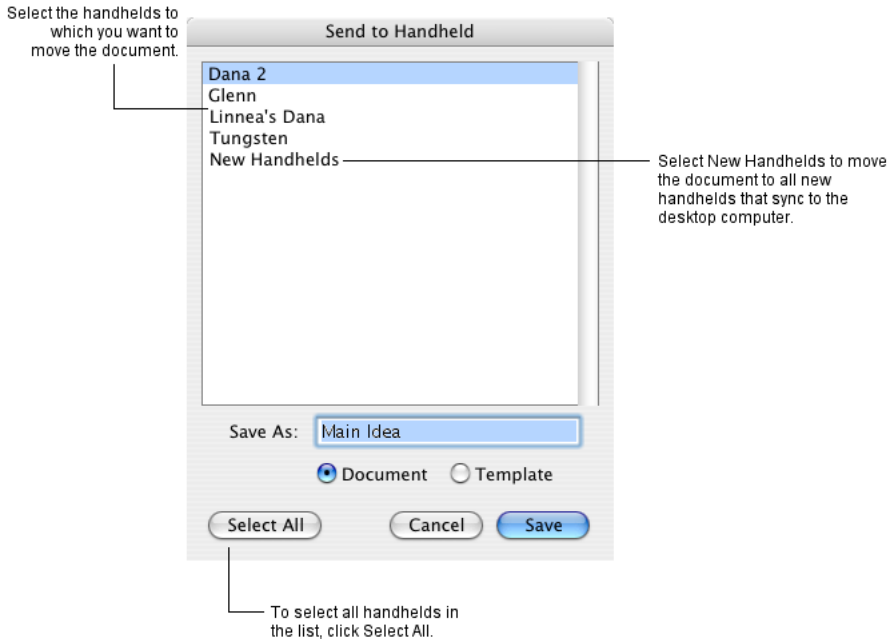 Select the handhelds to
which you want to
move the document.
Send to Handheld
Dana 2
Glenn
Linnea's Dana
Tungsten
New Handhelds
Select New Handhelds to move
the document to all new
handhelds that sync to the
desktop computer.
Save As: Main Idea
Document Template
Select All Cancel Save
To select all handhelds in
the list, click Select All.